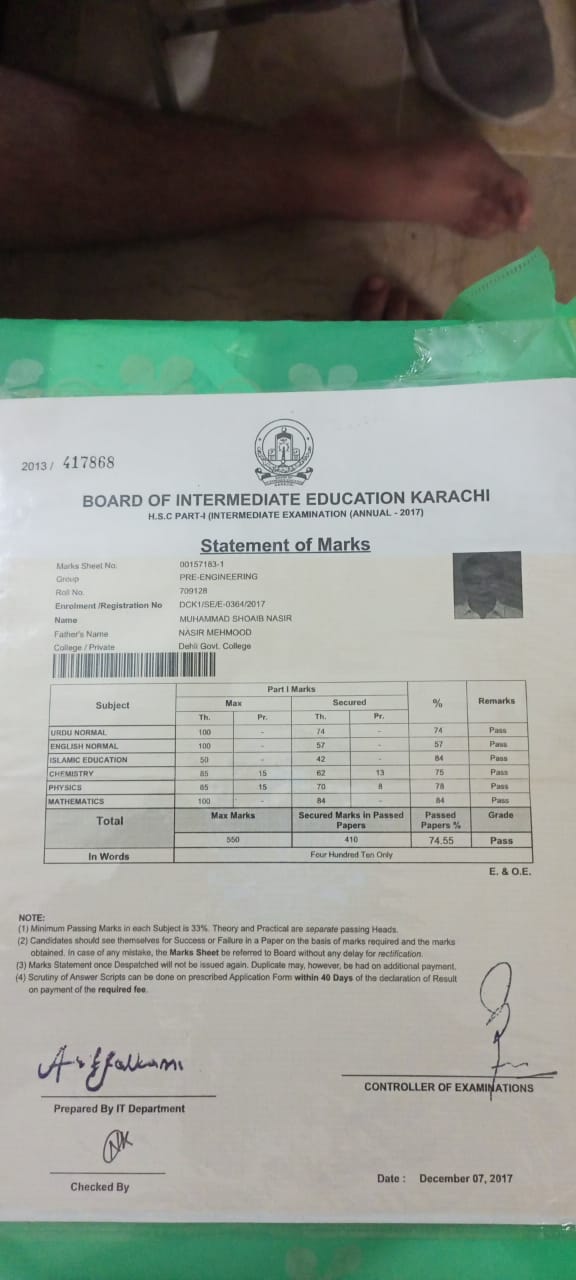 2013 / 417868
BOARD OF INTERMEDIATE EDUCATION KARACHI
H.S.C PART-I (INTERMEDIATE EXAMINATION (ANNUAL - 2017)
Statement of Marks
Marks Sheet No. 00157183-1
Group PRE-ENGINEERING
Roll No. 709128
Enrolment /Registration No DCK1/SE/E-0364/2017
Name MUHAMMAD SHOAIB NASIR
Father's Name NASIR MEHMOOD
College / Private Dehli Govt. College
Subject Part I Marks % Remarks
Max Secured
Th. Pr. Th. Pr.
URDU NORMAL 100 - 74 - 74 Pass
ENGLISH NORMAL 100 - 57 - 57 Pass
ISLAMIC EDUCATION 50 - 42 - 84 Pass
CHEMISTRY 85 15 62 13 75 Pass
PHYSICS 85 15 70 8 78 Pass
MATHEMATICS 100 - 84 - 84 Pass
Total Max Marks Secured Marks in Passed Papers Passed Papers % Grade
550 410 74.55 Pass
In Words Four Hundred Ten Only
E. & O.E.
NOTE:
(1) Minimum Passing Marks in each Subject is 33%. Theory and Practical are separate passing Heads.
(2) Candidates should see themselves for Success or Failure in a Paper on the basis of marks required and the marks
obtained. In case of any mistake, the Marks Sheet be referred to Board without any delay for rectification.
(3) Marks Statement once Despatched will not be issued again. Duplicate may, however, be had on additional payment.
(4) Scrutiny of Answer Scripts can be done on prescribed Application Form within 40 Days of the declaration of Result
on payment of the required fee.
CONTROLLER OF EXAMINATIONS
Prepared By IT Department
Checked By
Date : December 07, 2017